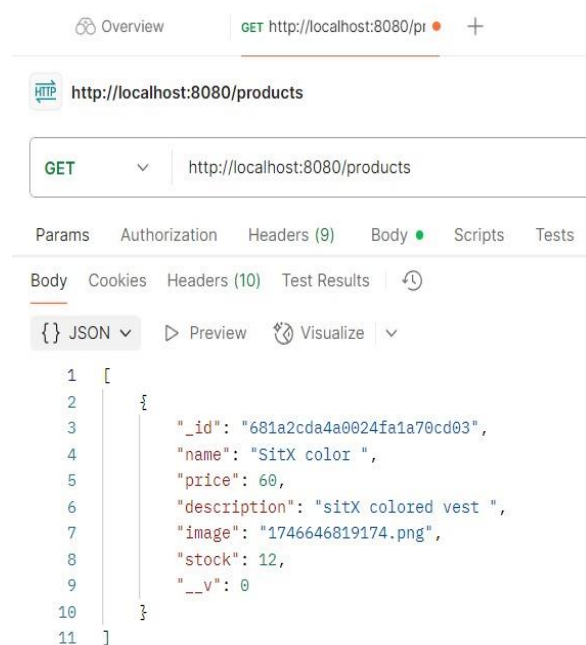 Overview GET http://localhost:8080/pr
HTTP http://localhost:8080/products
GET http://localhost:8080/products
Params Authorization Headers (9) Body Scripts Tests
Body Cookies Headers (10) Test Results
{} JSON Preview Visualize
1 [
2 {
3 "_id": "681a2cda4a0024fa1a70cd03",
4 "name": "SitX color ",
5 "price": 60,
6 "description": "sitX colored vest ",
7 "image": "1746646819174.png",
8 "stock": 12,
9 "__v": 0
10 }
11 ]